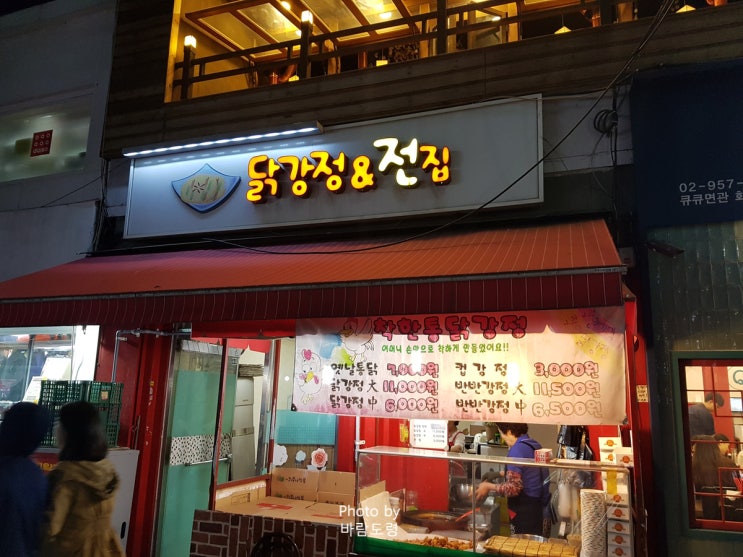 닭강정&전집
02-957-
큐큐면관
착한통닭강정
어머니 손맛으로 착하게 만들었어요!!
옛날통닭 7,000원 컵강정 3,000원
닭강정 大 11,000원 반반강정 大 11,500원
닭강정 中 6,000원 반반강정 中 6,500원
Photo by
바람도령